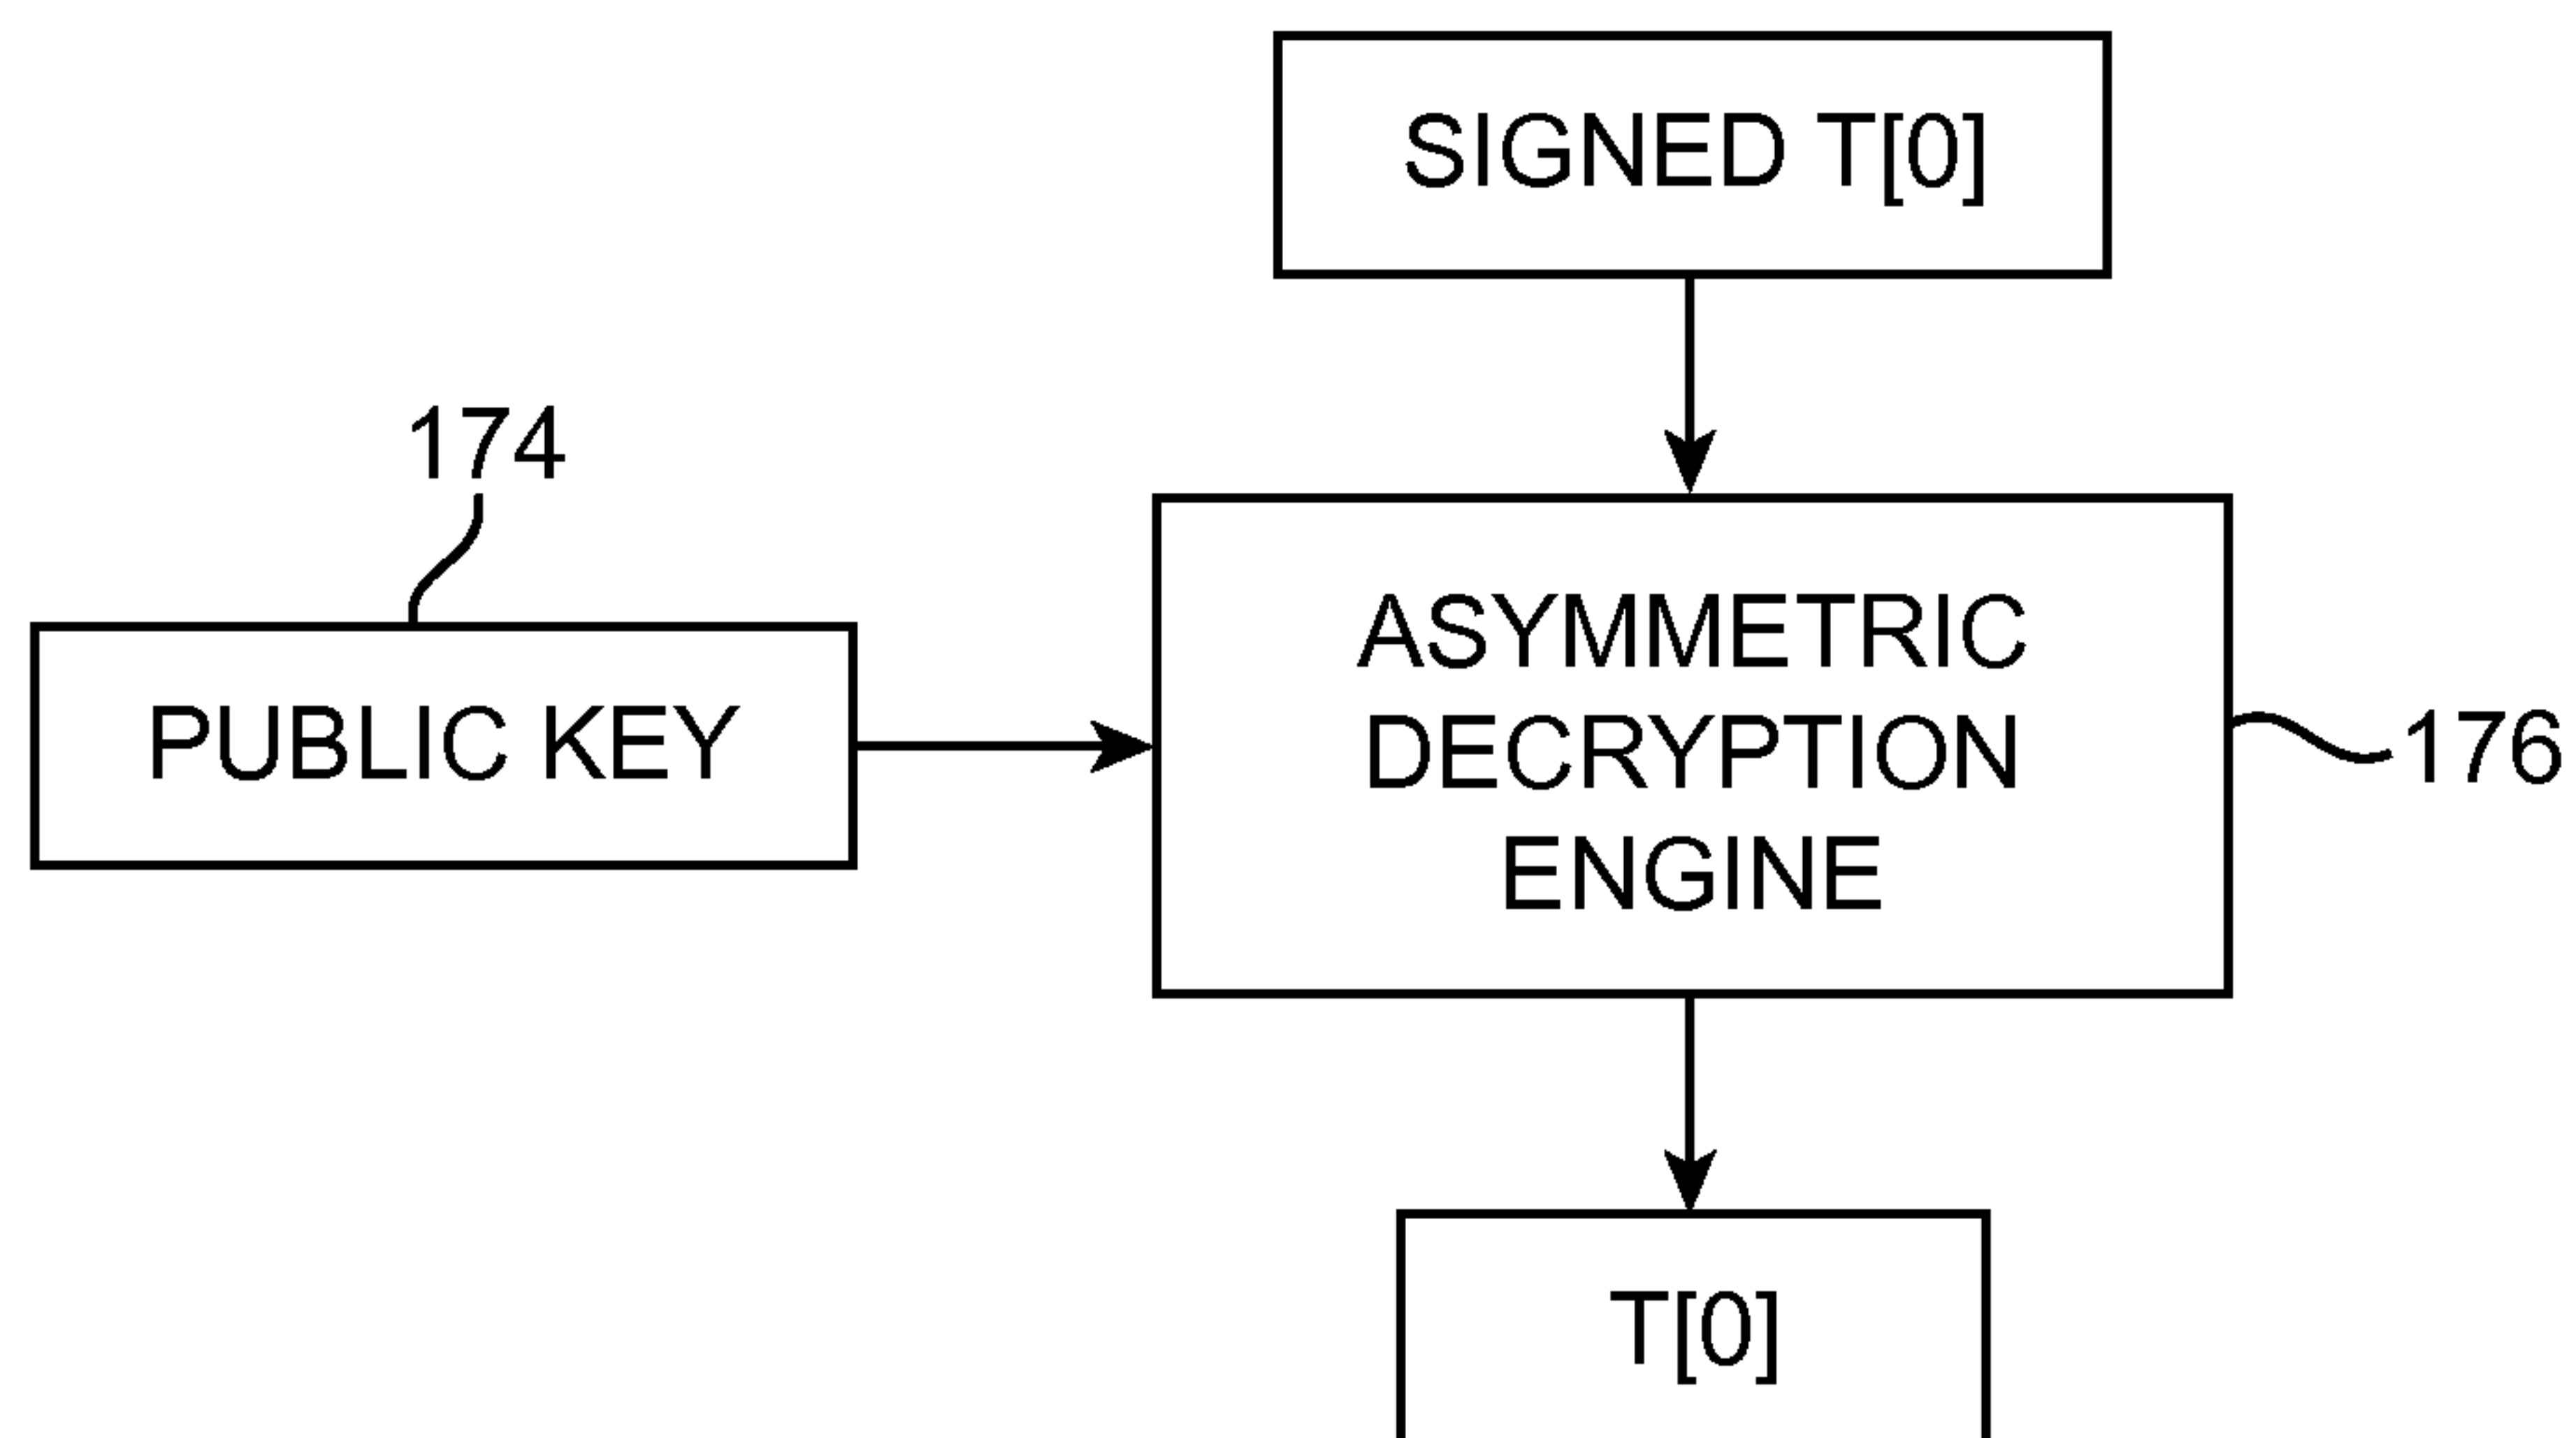 SIGNED T[0]
174
PUBLIC KEY
ASYMMETRIC
DECRYPTION
ENGINE
176
T[0]